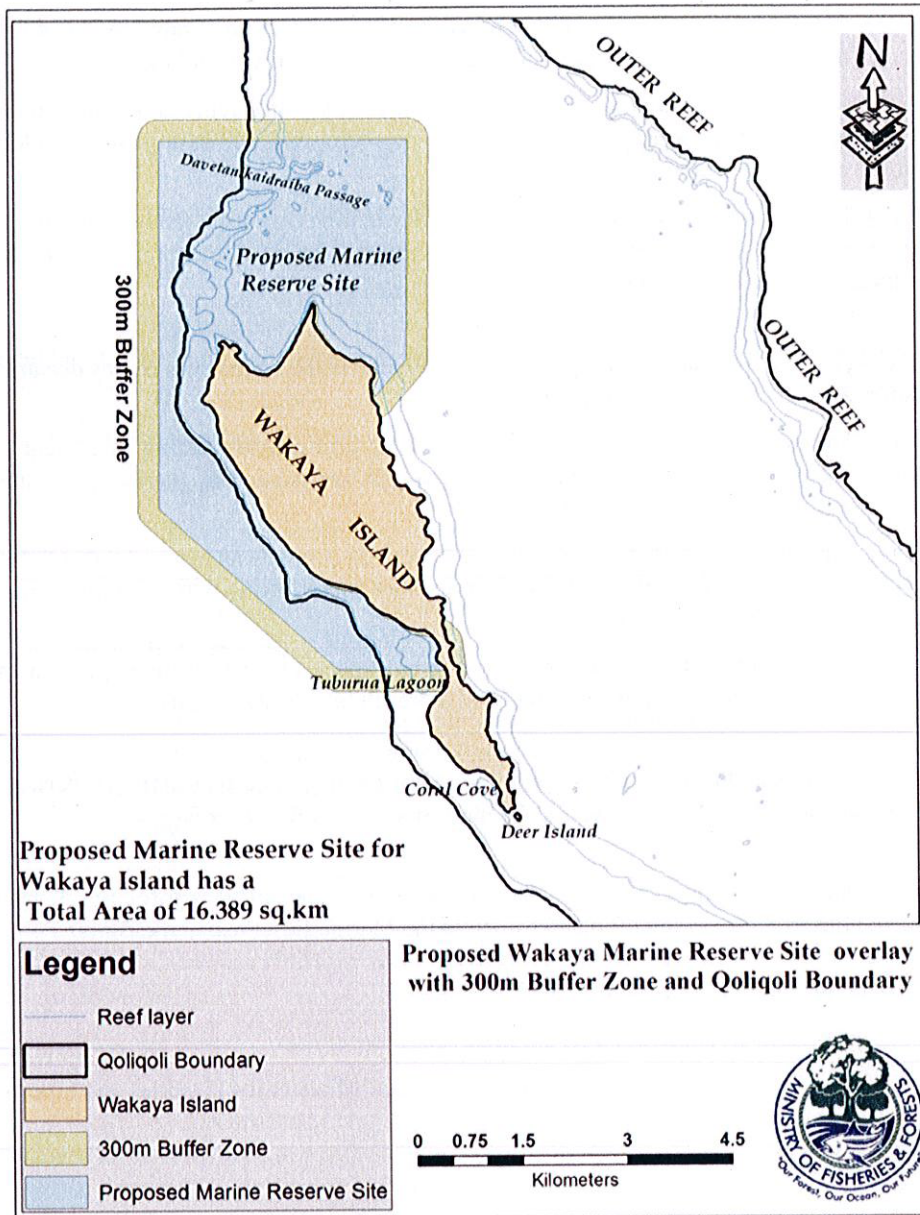 OUTER REEF
N
Davetanikaidraiba Passage
Proposed Marine
Reserve Site
300m Buffer Zone
OUTER REEF
WAKAYA
ISLAND
Tuburua Lagoon
Coral Cove
Deer Island
Proposed Marine Reserve Site for
Wakaya Island has a
Total Area of 16.389 sq.km
Legend
Reef layer
Qoliqoli Boundary
Wakaya Island
300m Buffer Zone
Proposed Marine Reserve Site
Proposed Wakaya Marine Reserve Site overlay
with 300m Buffer Zone and Qoliqoli Boundary
0 0.75 1.5 3 4.5
Kilometers
MINISTRY OF FISHERIES & FORESTS
"Our Forest, Our Ocean, Our Future"